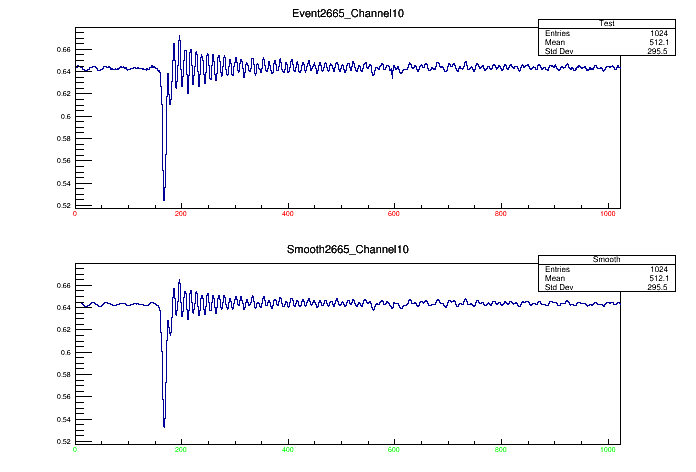 Event2665_Channel10
Test
Entries 1024
Mean 512.1
Std Dev 295.5
0.66
0.64
0.62
0.6
0.58
0.56
0.54
0.52
0 200 400 600 800 1000
Smooth2665_Channel10
Smooth
Entries 1024
Mean 512.1
Std Dev 295.5
0.66
0.64
0.62
0.6
0.58
0.56
0.54
0.52
0 200 400 600 800 1000